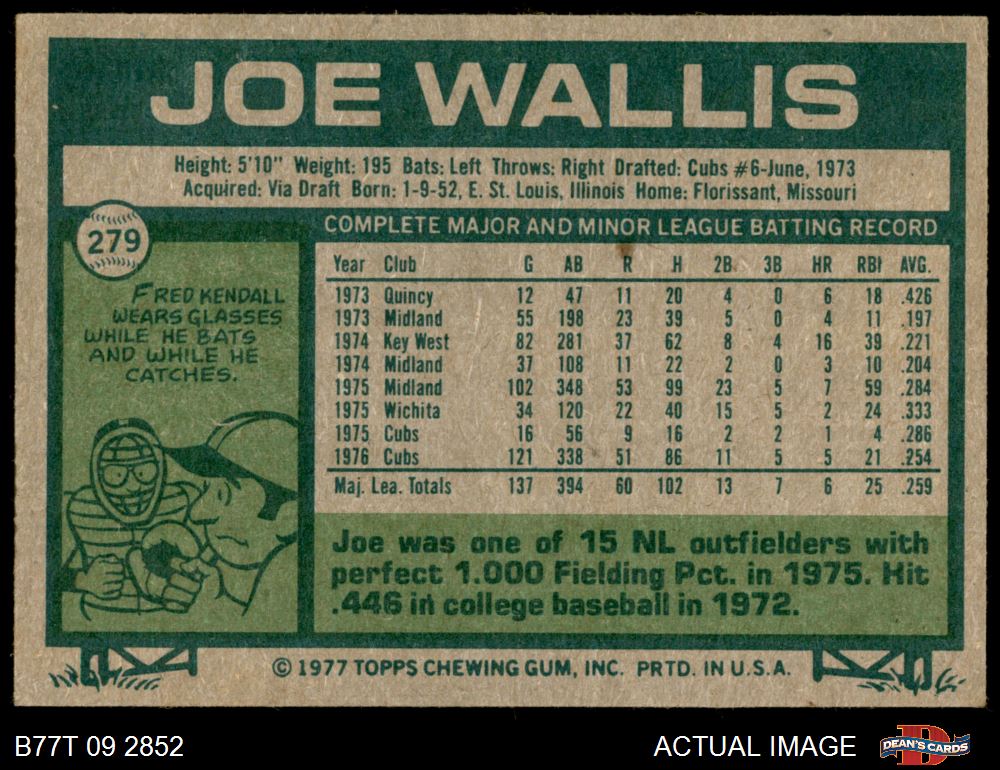 JOE WALLIS
Height: 5'10" Weight: 195 Bats: Left Throws: Right Drafted: Cubs #6-June, 1973
Acquired: Via Draft Born: 1-9-52, E. St. Louis, Illinois Home: Florissant, Missouri
279
FRED KENDALL
WEARS GLASSES
WHILE HE BATS
AND WHILE HE
CATCHES.
COMPLETE MAJOR AND MINOR LEAGUE BATTING RECORD
Year Club G AB R H 2B 3B HR RBI AVG.
1973 Quincy 12 47 11 20 4 0 6 18 .426
1973 Midland 55 198 23 39 5 0 4 11 .197
1974 Key West 82 281 37 62 8 4 16 39 .221
1974 Midland 37 108 11 22 2 0 3 10 .204
1975 Midland 102 348 53 99 23 5 7 59 .284
1975 Wichita 34 120 22 40 15 5 2 24 .333
1975 Cubs 16 56 9 16 2 2 1 4 .286
1976 Cubs 121 338 51 86 11 5 5 21 .254
Maj. Lea. Totals 137 394 60 102 13 7 6 25 .259
Joe was one of 15 NL outfielders with
perfect 1.000 Fielding Pct. in 1975. Hit
.446 in college baseball in 1972.
© 1977 TOPPS CHEWING GUM, INC. PRTD. IN U.S.A.
B77T 09 2852
ACTUAL IMAGE
D
DEAN'S CARDS